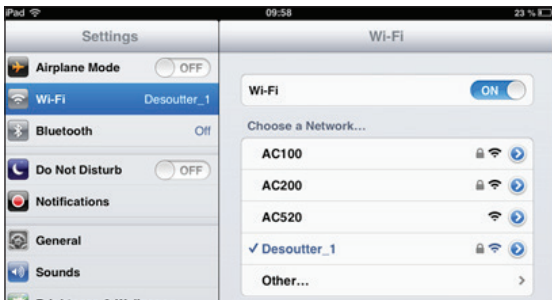 iPad 09:58 23 %
Settings
Wi-Fi
Airplane Mode OFF
Wi-Fi Desoutter_1
Bluetooth Off
Do Not Disturb OFF
Notifications
General
Sounds
Wi-Fi ON
Choose a Network...
AC100
AC200
AC520
✓ Desoutter_1
Other...